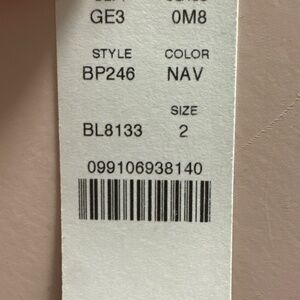 GE3 0M8
STYLE COLOR
BP246 NAV
SIZE
BL8133 2
099106938140